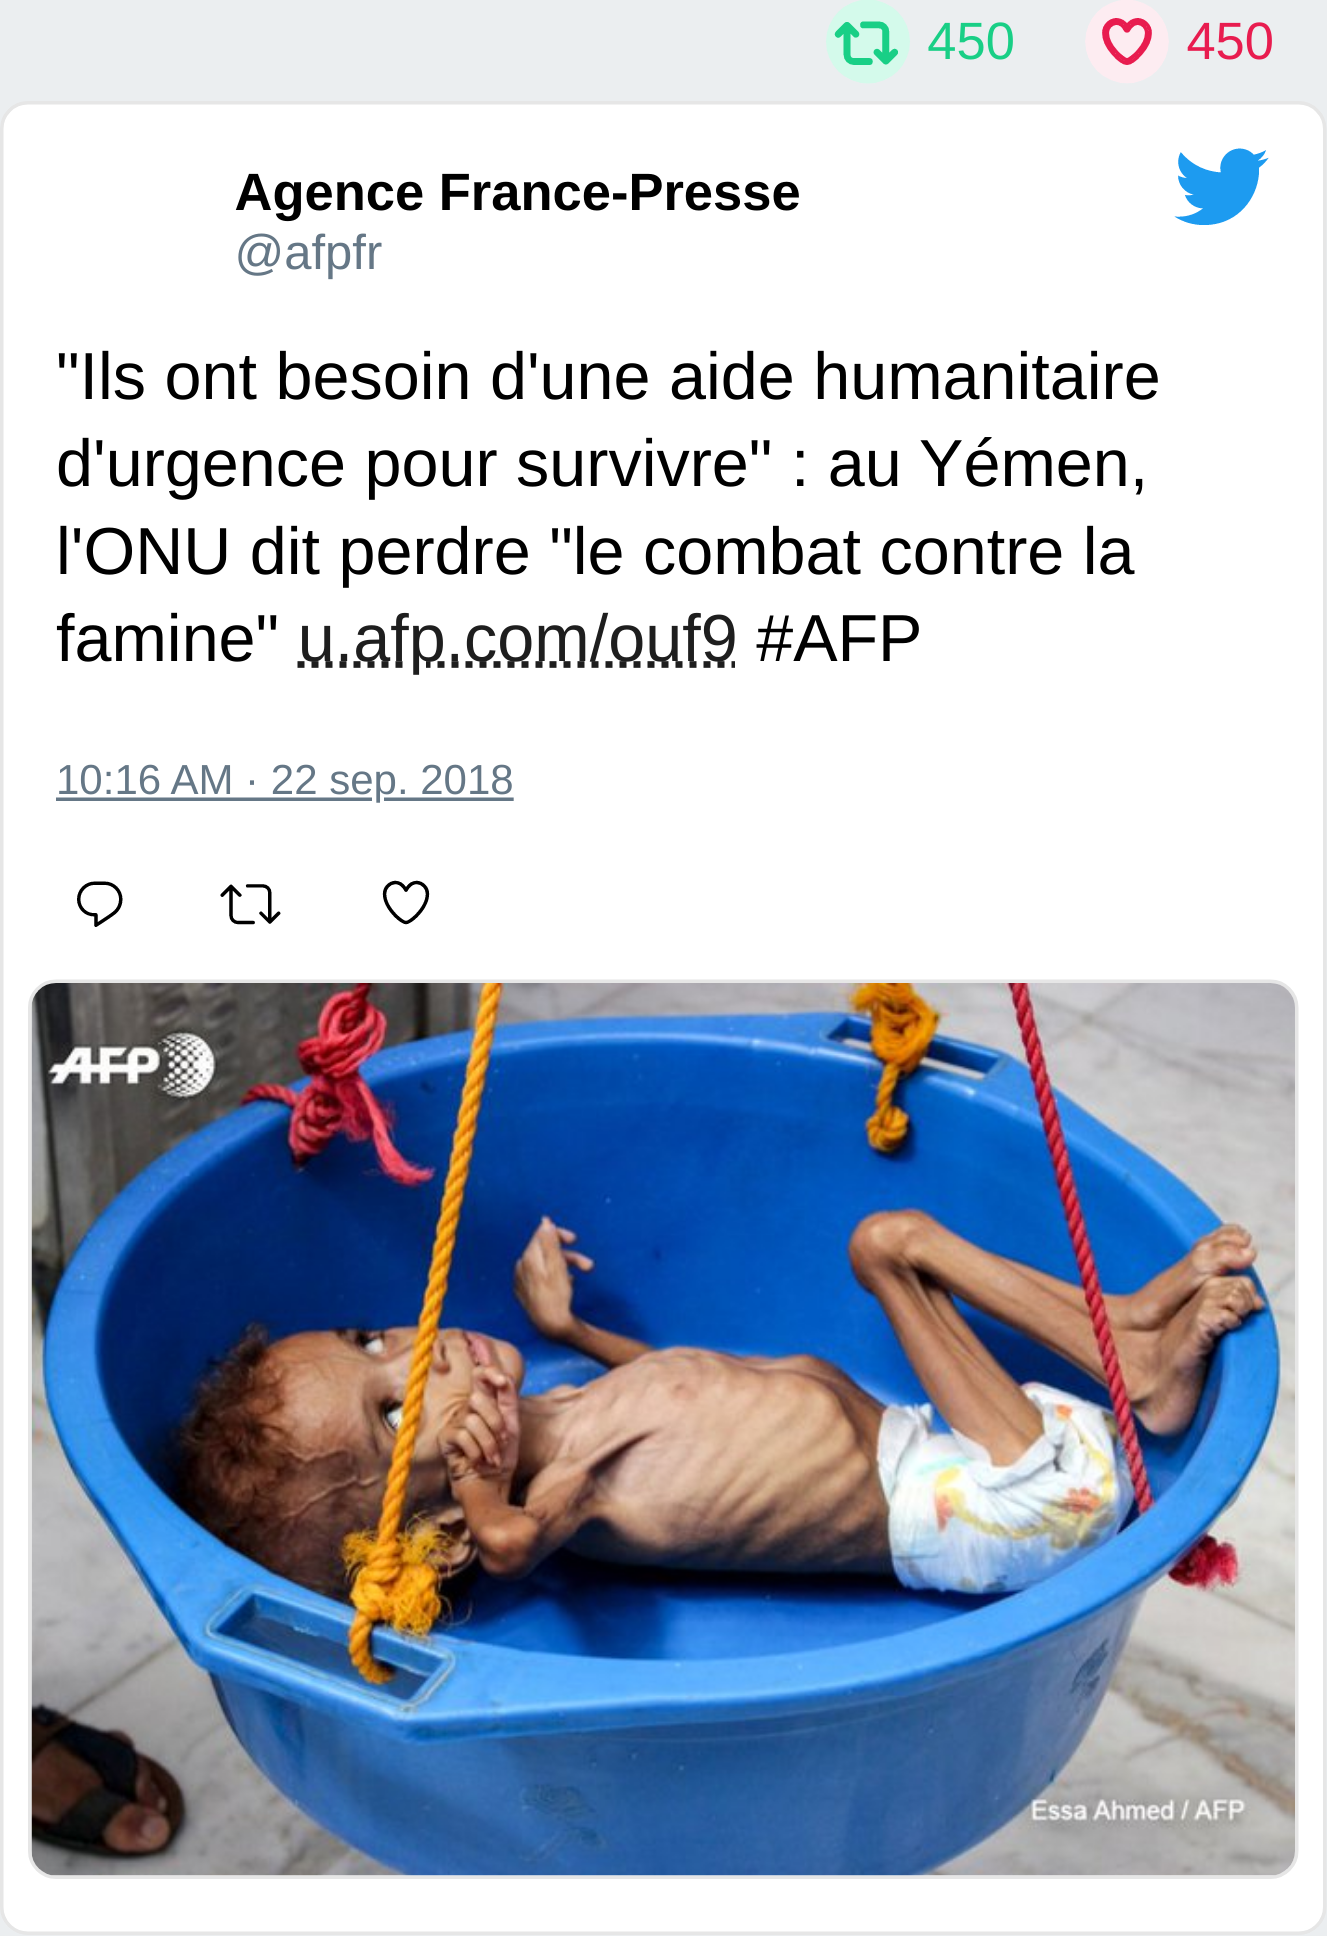 450 450
Agence France-Presse
@afpfr
"Ils ont besoin d'une aide humanitaire
d'urgence pour survivre" : au Yémen,
l'ONU dit perdre "le combat contre la
famine" u.afp.com/ouf9 #AFP
10:16 AM · 22 sep. 2018
AFP
Essa Ahmed / AFP